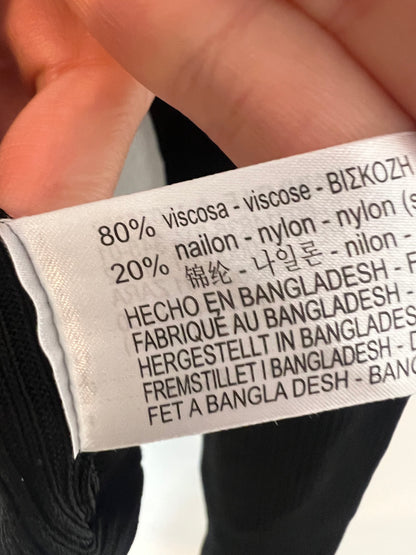 80% viscosa - viscose - ΒΙΣΚΟΖΗ
20% nailon - nylon - nylon (s
锦纶 - 나일론 - nilon -
HECHO EN BANGLADESH - F
FABRIQUÉ AU BANGLADESH -
HERGESTELLT IN BANGLADES
FREMSTILLET I BANGLADESH - D
FET A BANGLA DESH - BANG